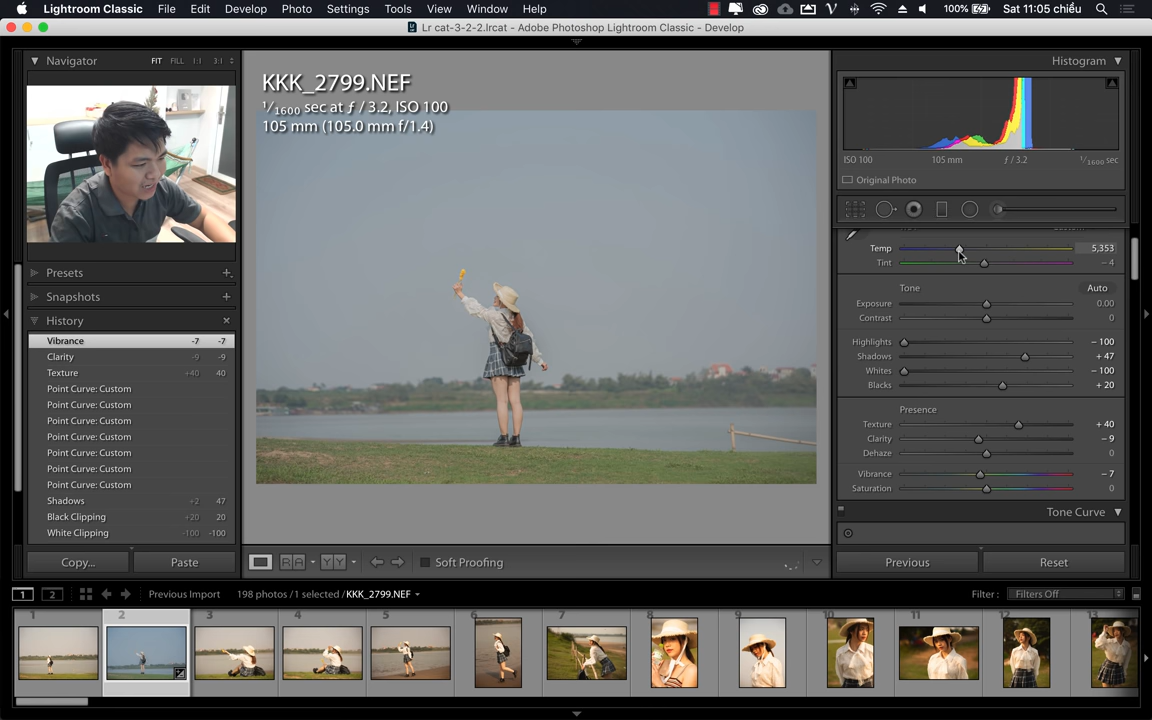 Lightroom Classic File Edit Develop Photo Settings Tools View Window Help 100% Sat 11:05 chiều
Lr cat-3-2-2.lrcat - Adobe Photoshop Lightroom Classic - Develop
Navigator FIT FILL 1:1 3:1
Presets
Snapshots
History
Vibrance -7 -7
Clarity -9 -9
Texture +40 40
Point Curve: Custom
Point Curve: Custom
Point Curve: Custom
Point Curve: Custom
Point Curve: Custom
Point Curve: Custom
Point Curve: Custom
Shadows +2 47
Black Clipping +20 20
White Clipping -100 -100
Copy... Paste
KKK_2799.NEF
1/1600 sec at ƒ / 3.2, ISO 100
105 mm (105.0 mm f/1.4)
Soft Proofing
Histogram
ISO 100 105 mm ƒ / 3.2 1/1600 sec
Original Photo
Temp 5,353
Tint – 4
Tone Auto
Exposure 0.00
Contrast 0
Highlights – 100
Shadows + 47
Whites – 100
Blacks + 20
Presence
Texture + 40
Clarity – 9
Dehaze 0
Vibrance – 7
Saturation 0
Tone Curve
Previous Reset
1 2 Previous Import 198 photos / 1 selected / KKK_2799.NEF Filter : Filters Off
1 2 3 4 5 6 7 8 9 10 11 12 13